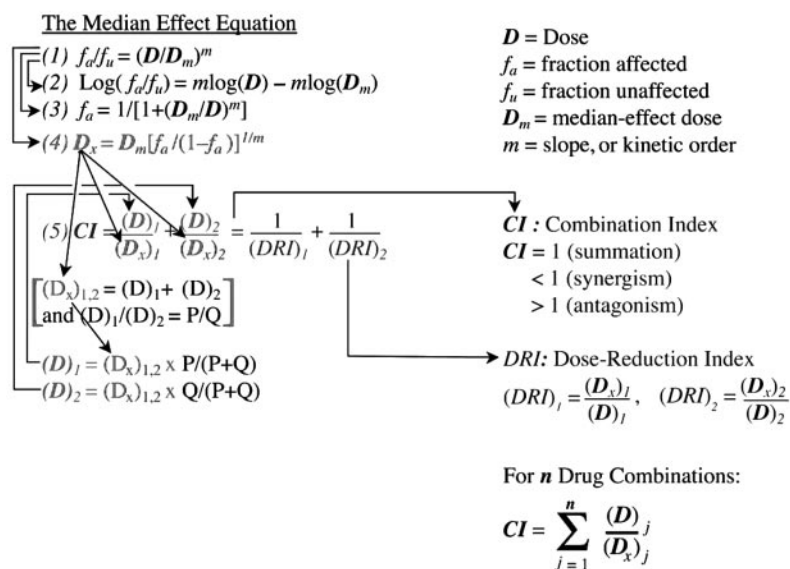 The Median Effect Equation
(1) fa/fu = (D/Dm)^m
(2) Log(fa/fu) = mlog(D) – mlog(Dm)
(3) fa = 1/[1+(Dm/D)^m]
(4) Dx = Dm[fa/(1–fa)]^1/m
D = Dose
fa = fraction affected
fu = fraction unaffected
Dm = median-effect dose
m = slope, or kinetic order
(5) CI = (D)1/(Dx)1 + (D)2/(Dx)2 = 1/(DRI)1 + 1/(DRI)2
[(Dx)1,2 = (D)1+ (D)2
and (D)1/(D)2 = P/Q]
(D)1 = (Dx)1,2 x P/(P+Q)
(D)2 = (Dx)1,2 x Q/(P+Q)
CI : Combination Index
CI = 1 (summation)
< 1 (synergism)
> 1 (antagonism)
DRI: Dose-Reduction Index
(DRI)1 = (Dx)1/(D)1, (DRI)2 = (Dx)2/(D)2
For n Drug Combinations:
CI = n∑j = 1 (D)j/(Dx)j